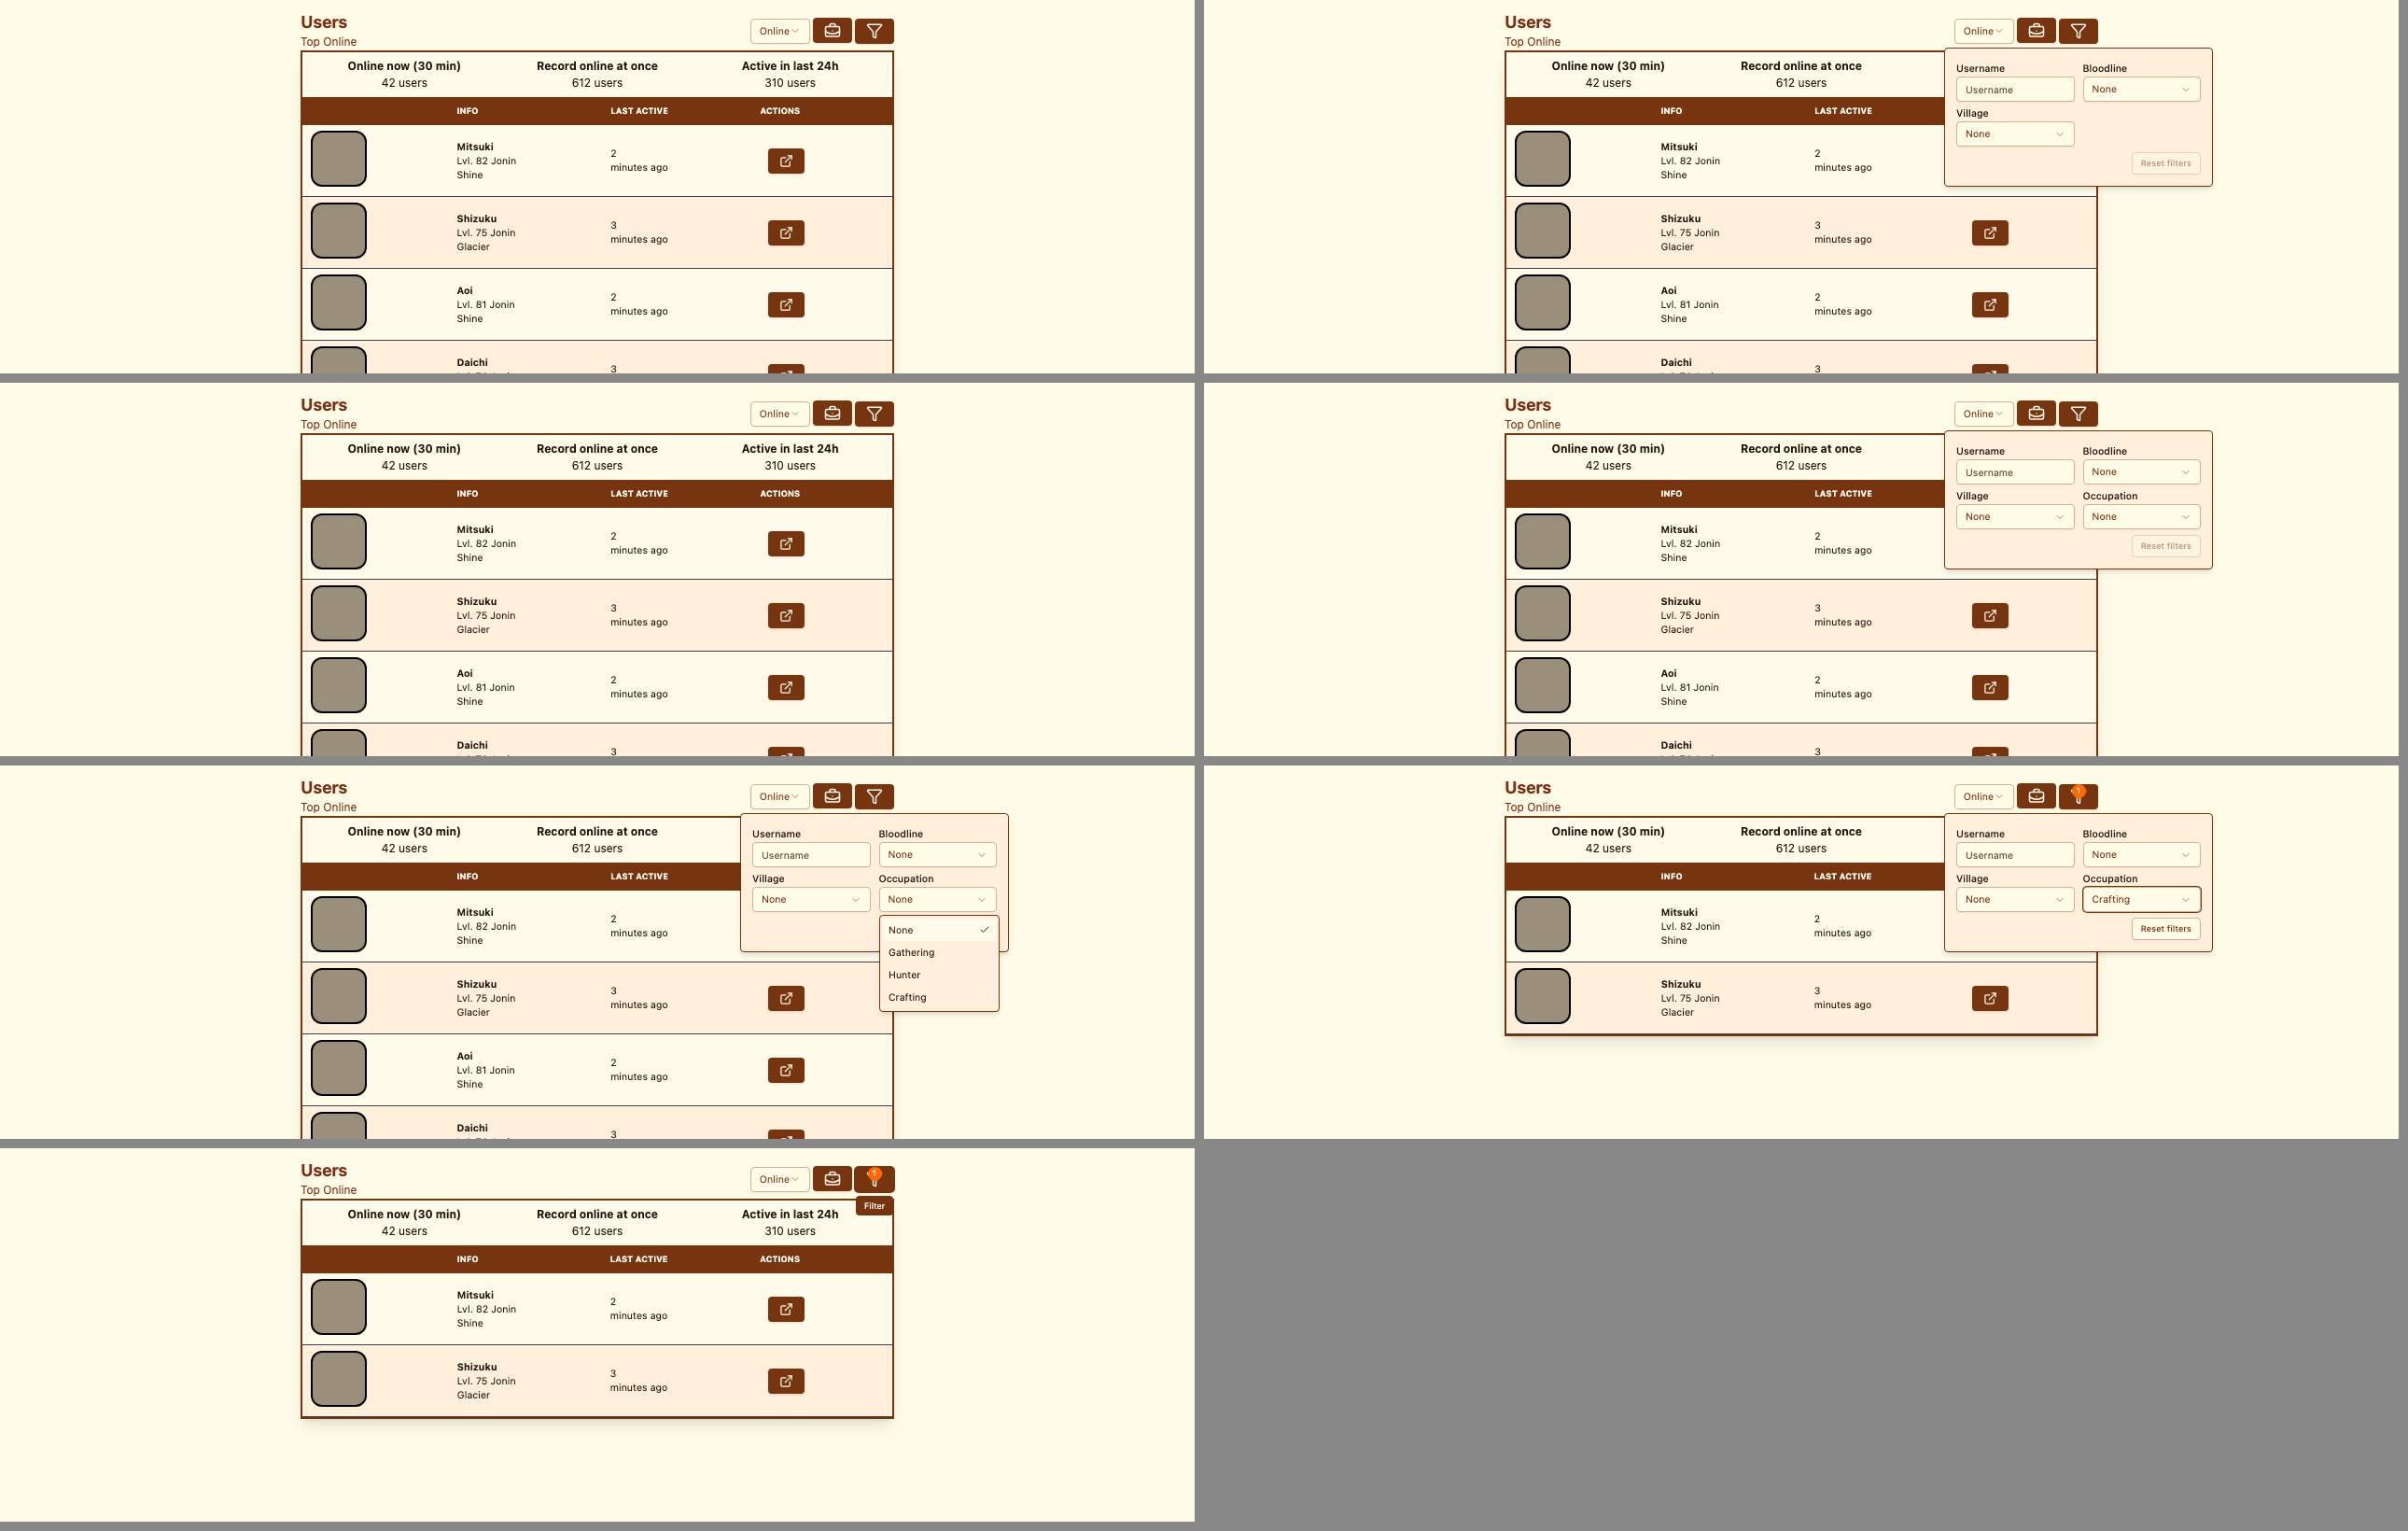 Users
Top Online
Online
Online now (30 min)
42 users
Record online at once
612 users
Active in last 24h
310 users
INFO LAST ACTIVE ACTIONS
Mitsuki
Lvl. 82 Jonin
Shine
2
minutes ago
Shizuku
Lvl. 75 Jonin
Glacier
3
minutes ago
Aoi
Lvl. 81 Jonin
Shine
2
minutes ago
Daichi
3
Users
Top Online
Online
Online now (30 min)
42 users
Record online at once
612 users
Username Bloodline
Username None
Village
None
Reset filters
INFO LAST ACTIVE
Mitsuki
Lvl. 82 Jonin
Shine
2
minutes ago
Shizuku
Lvl. 75 Jonin
Glacier
3
minutes ago
Aoi
Lvl. 81 Jonin
Shine
2
minutes ago
Daichi
3
Users
Top Online
Online
Online now (30 min)
42 users
Record online at once
612 users
Active in last 24h
310 users
INFO LAST ACTIVE ACTIONS
Mitsuki
Lvl. 82 Jonin
Shine
2
minutes ago
Shizuku
Lvl. 75 Jonin
Glacier
3
minutes ago
Aoi
Lvl. 81 Jonin
Shine
2
minutes ago
Daichi
3
Users
Top Online
Online
Online now (30 min)
42 users
Record online at once
612 users
Username Bloodline
Username None
Village Occupation
None None
Reset filters
INFO LAST ACTIVE
Mitsuki
Lvl. 82 Jonin
Shine
2
minutes ago
Shizuku
Lvl. 75 Jonin
Glacier
3
minutes ago
Aoi
Lvl. 81 Jonin
Shine
2
minutes ago
Daichi
3
Users
Top Online
Online
Online now (30 min)
42 users
Record online at once
612 users
Username Bloodline
Username None
Village Occupation
None None
None
Gathering
Hunter
Crafting
INFO LAST ACTIVE
Mitsuki
Lvl. 82 Jonin
Shine
2
minutes ago
Shizuku
Lvl. 75 Jonin
Glacier
3
minutes ago
Aoi
Lvl. 81 Jonin
Shine
2
minutes ago
Daichi
3
Users
Top Online
Online
1
Online now (30 min)
42 users
Record online at once
612 users
Username Bloodline
Username None
Village Occupation
None Crafting
Reset filters
INFO LAST ACTIVE
Mitsuki
Lvl. 82 Jonin
Shine
2
minutes ago
Shizuku
Lvl. 75 Jonin
Glacier
3
minutes ago
Users
Top Online
Online
1
Filter
Online now (30 min)
42 users
Record online at once
612 users
Active in last 24h
310 users
INFO LAST ACTIVE ACTIONS
Mitsuki
Lvl. 82 Jonin
Shine
2
minutes ago
Shizuku
Lvl. 75 Jonin
Glacier
3
minutes ago